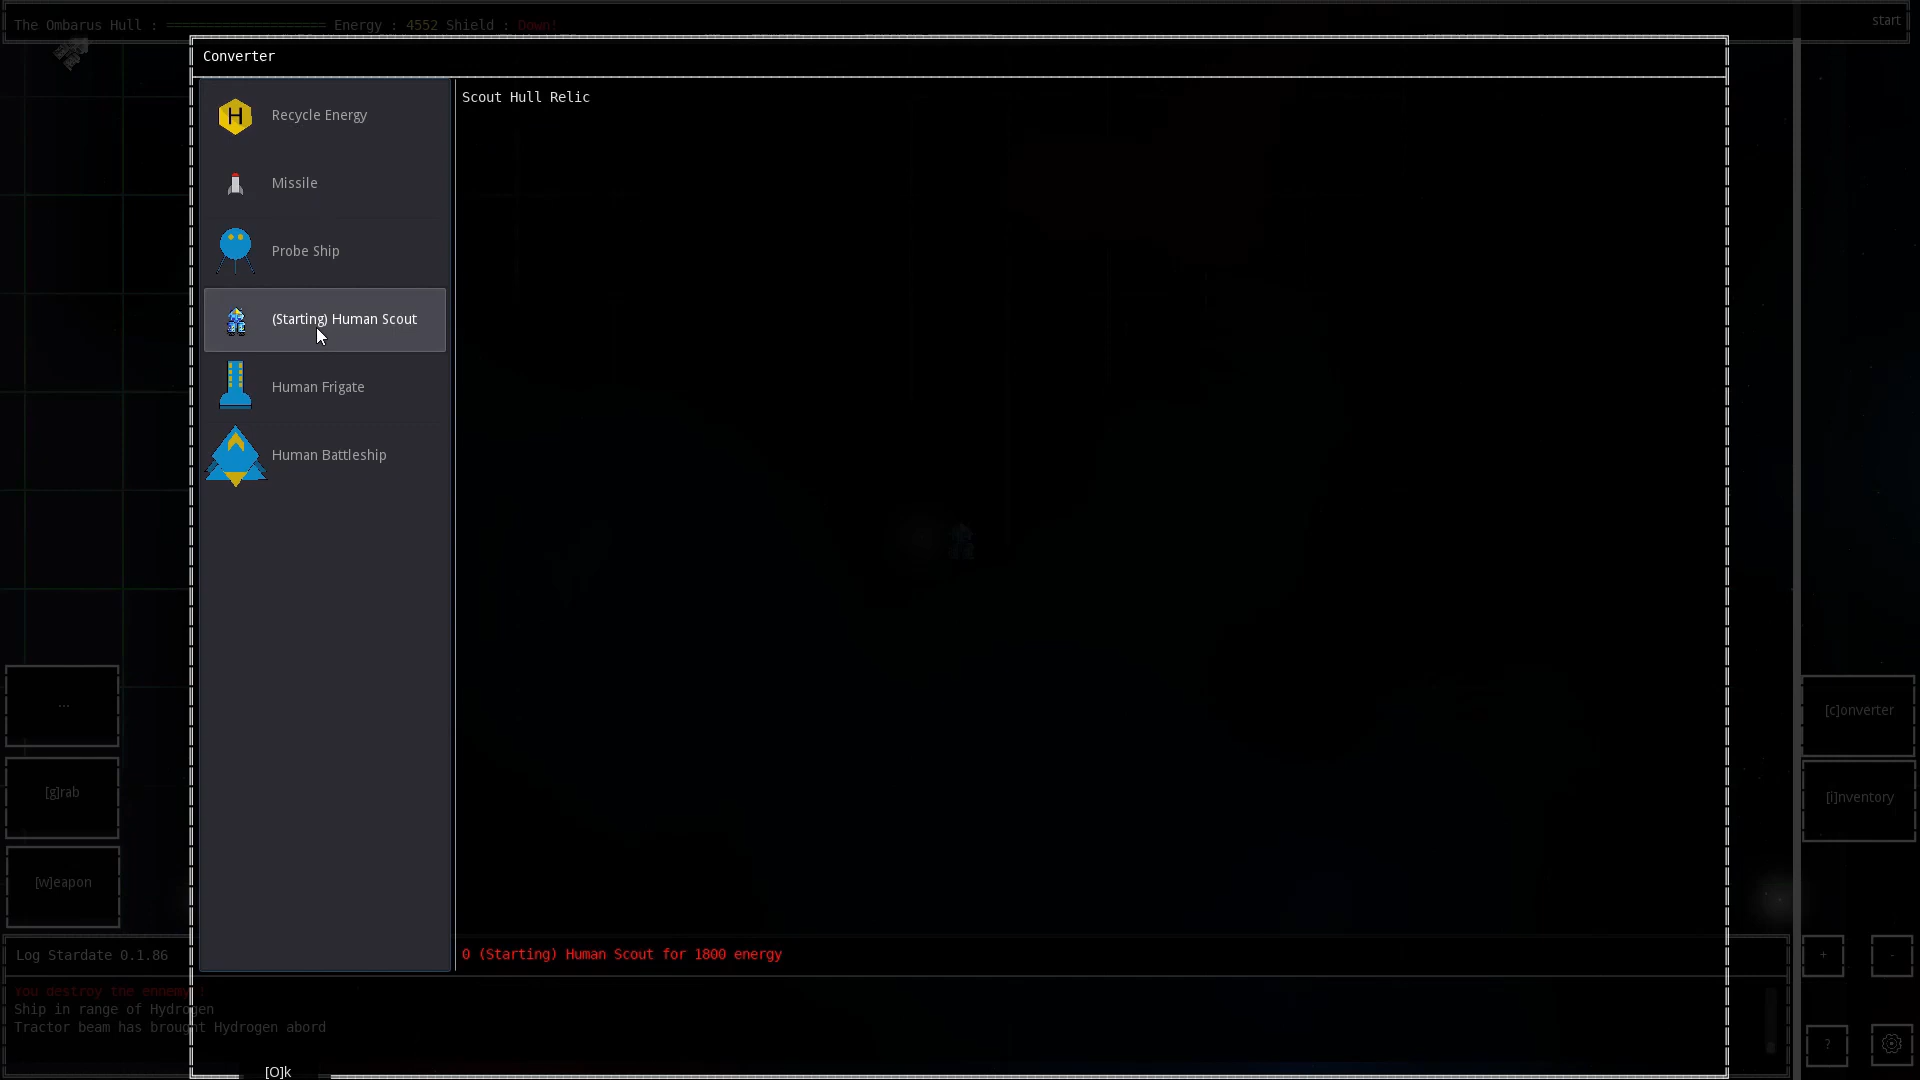 The Ombarus Hull : Energy : 4552 Shield : Down!
start
Converter
Recycle Energy
Missile
Probe Ship
(Starting) Human Scout
Human Frigate
Human Battleship
Scout Hull Relic
0 (Starting) Human Scout for 1800 energy
...
[g]rab
[w]eapon
[c]onverter
[i]nventory
Log Stardate 0.1.86
You destroy the ennemy !
Ship in range of Hydrogen
Tractor beam has brought Hydrogen abord
+
-
?
[O]k